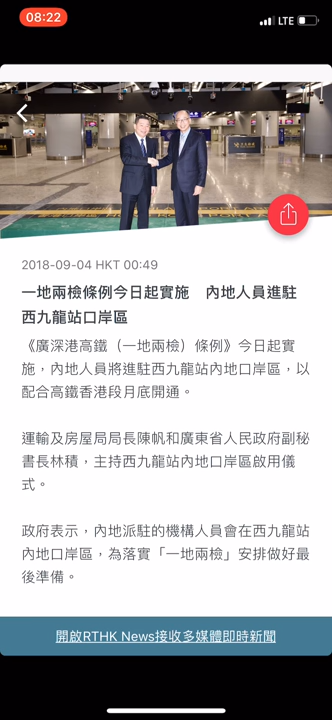 08:22
LTE
2018-09-04 HKT 00:49
一地兩檢條例今日起實施　內地人員進駐
西九龍站口岸區
《廣深港高鐵（一地兩檢）條例》今日起實
施，內地人員將進駐西九龍站內地口岸區，以
配合高鐵香港段月底開通。
運輸及房屋局局長陳帆和廣東省人民政府副秘
書長林積，主持西九龍站內地口岸區啟用儀
式。
政府表示，內地派駐的機構人員會在西九龍站
內地口岸區，為落實「一地兩檢」安排做好最
後準備。
開啟RTHK News接收多媒體即時新聞